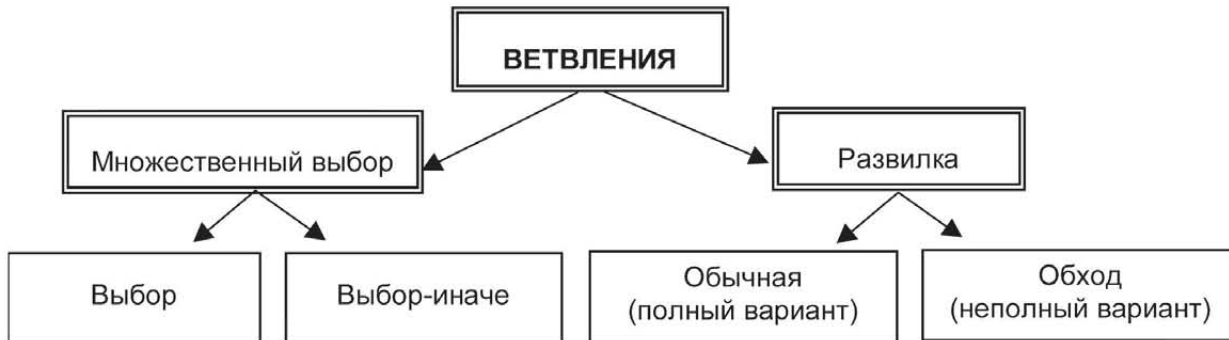 ВЕТВЛЕНИЯ
Множественный выбор
Развилка
Выбор
Выбор-иначе
Обычная
(полный вариант)
Обход
(неполный вариант)